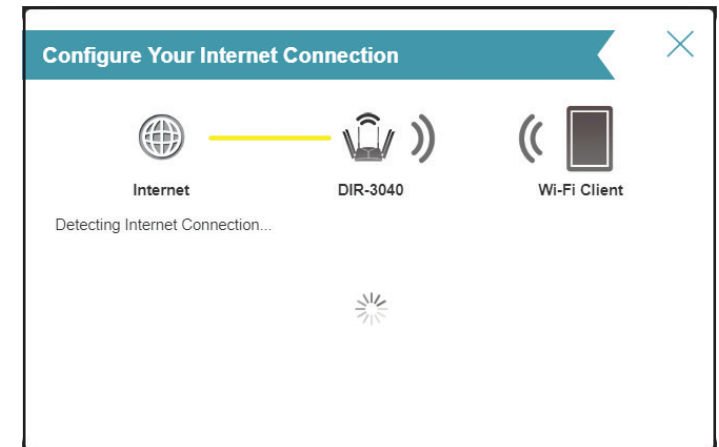 Configure Your Internet Connection
Internet
DIR-3040
Wi-Fi Client
Detecting Internet Connection...